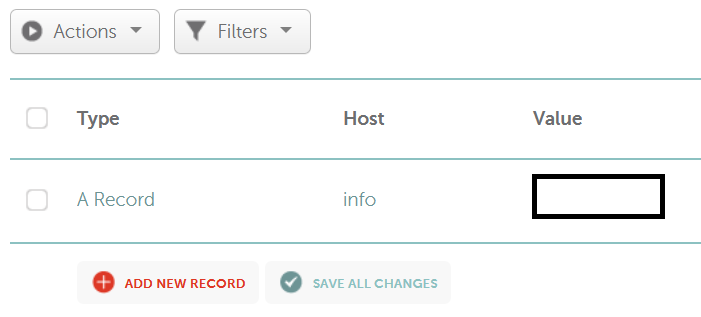 Actions Filters
Type Host Value
A Record info
ADD NEW RECORD SAVE ALL CHANGES